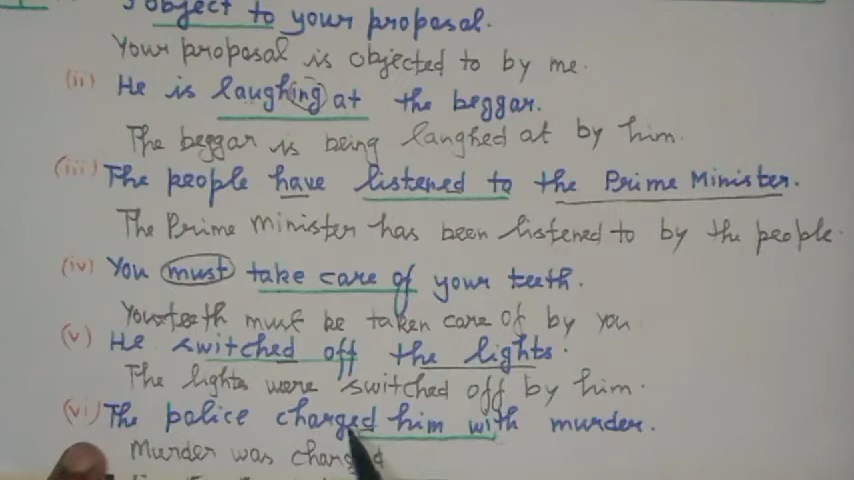 object to your proposal.
Your proposal is objected to by me.
(ii) He is laughing at the beggar.
The beggar is being laughed at by him.
(iii) The people have listened to the Prime Minister.
The Prime Minister has been listened to by the people.
(iv) You must take care of your teeth.
Your teeth must be taken care of by you
(v) He switched off the lights.
The lights were switched off by him.
(vi) The police charged him with murder.
Murder was charged